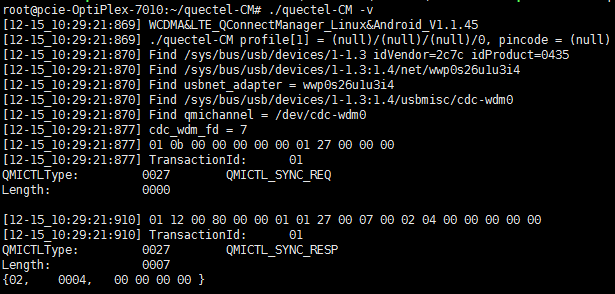 root@pcie-OptiPlex-7010:~/quectel-CM# ./quectel-CM -v
[12-15_10:29:21:869] WCDMA&LTE_QConnectManager_Linux&Android_V1.1.45
[12-15_10:29:21:869] ./quectel-CM profile[1] = (null)/(null)/(null)/0, pincode = (null)
[12-15_10:29:21:870] Find /sys/bus/usb/devices/1-1.3 idVendor=2c7c idProduct=0435
[12-15_10:29:21:870] Find /sys/bus/usb/devices/1-1.3:1.4/net/wwp0s26u1u3i4
[12-15_10:29:21:870] Find usbnet_adapter = wwp0s26u1u3i4
[12-15_10:29:21:870] Find /sys/bus/usb/devices/1-1.3:1.4/usbmisc/cdc-wdm0
[12-15_10:29:21:870] Find qmichannel = /dev/cdc-wdm0
[12-15_10:29:21:877] cdc_wdm_fd = 7
[12-15_10:29:21:877] 01 0b 00 00 00 00 00 01 27 00 00 00
[12-15_10:29:21:877] TransactionId: 01
QMICTLType: 0027 QMICTL_SYNC_REQ
Length: 0000
[12-15_10:29:21:910] 01 12 00 80 00 00 01 01 27 00 07 00 02 04 00 00 00 00 00
[12-15_10:29:21:910] TransactionId: 01
QMICTLType: 0027 QMICTL_SYNC_RESP
Length: 0007
{02, 0004, 00 00 00 00 }